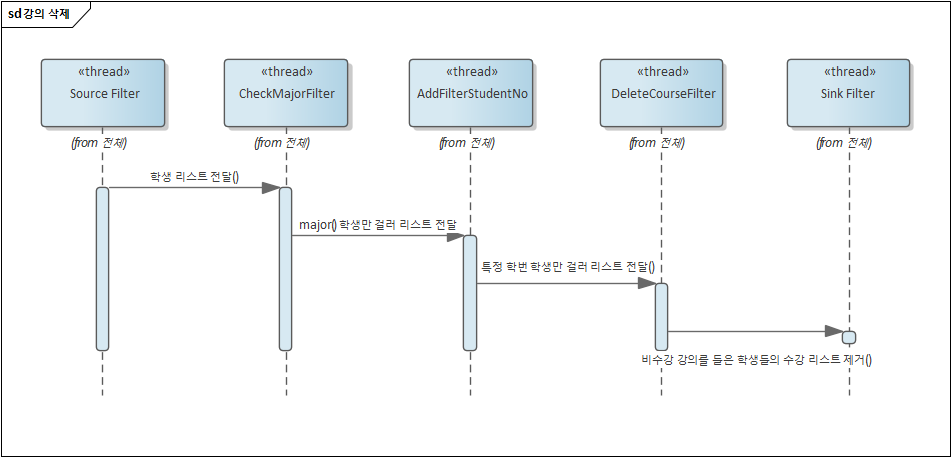 sd 강의 삭제
«thread»
Source Filter
(from 전체)
«thread»
CheckMajorFilter
(from 전체)
«thread»
AddFilterStudentNo
(from 전체)
«thread»
DeleteCourseFilter
(from 전체)
«thread»
Sink Filter
(from 전체)
학생 리스트 전달()
major() 학생만 걸러 리스트 전달
특정 학번 학생만 걸러 리스트 전달()
비수강 강의를 들은 학생들의 수강 리스트 제거()